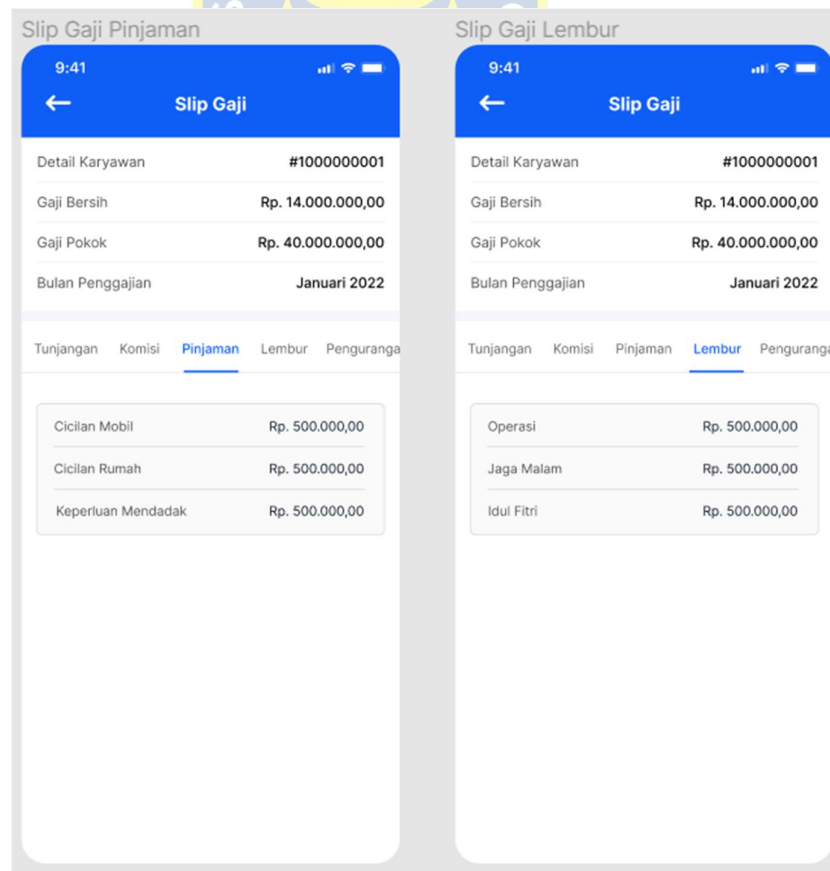 Slip Gaji Pinjaman
9:41
Slip Gaji
Detail Karyawan #1000000001
Gaji Bersih Rp. 14.000.000,00
Gaji Pokok Rp. 40.000.000,00
Bulan Penggajian Januari 2022
Tunjangan Komisi Pinjaman Lembur Penguranga
Cicilan Mobil Rp. 500.000,00
Cicilan Rumah Rp. 500.000,00
Keperluan Mendadak Rp. 500.000,00
Slip Gaji Lembur
9:41
Slip Gaji
Detail Karyawan #1000000001
Gaji Bersih Rp. 14.000.000,00
Gaji Pokok Rp. 40.000.000,00
Bulan Penggajian Januari 2022
Tunjangan Komisi Pinjaman Lembur Penguranga
Operasi Rp. 500.000,00
Jaga Malam Rp. 500.000,00
Idul Fitri Rp. 500.000,00